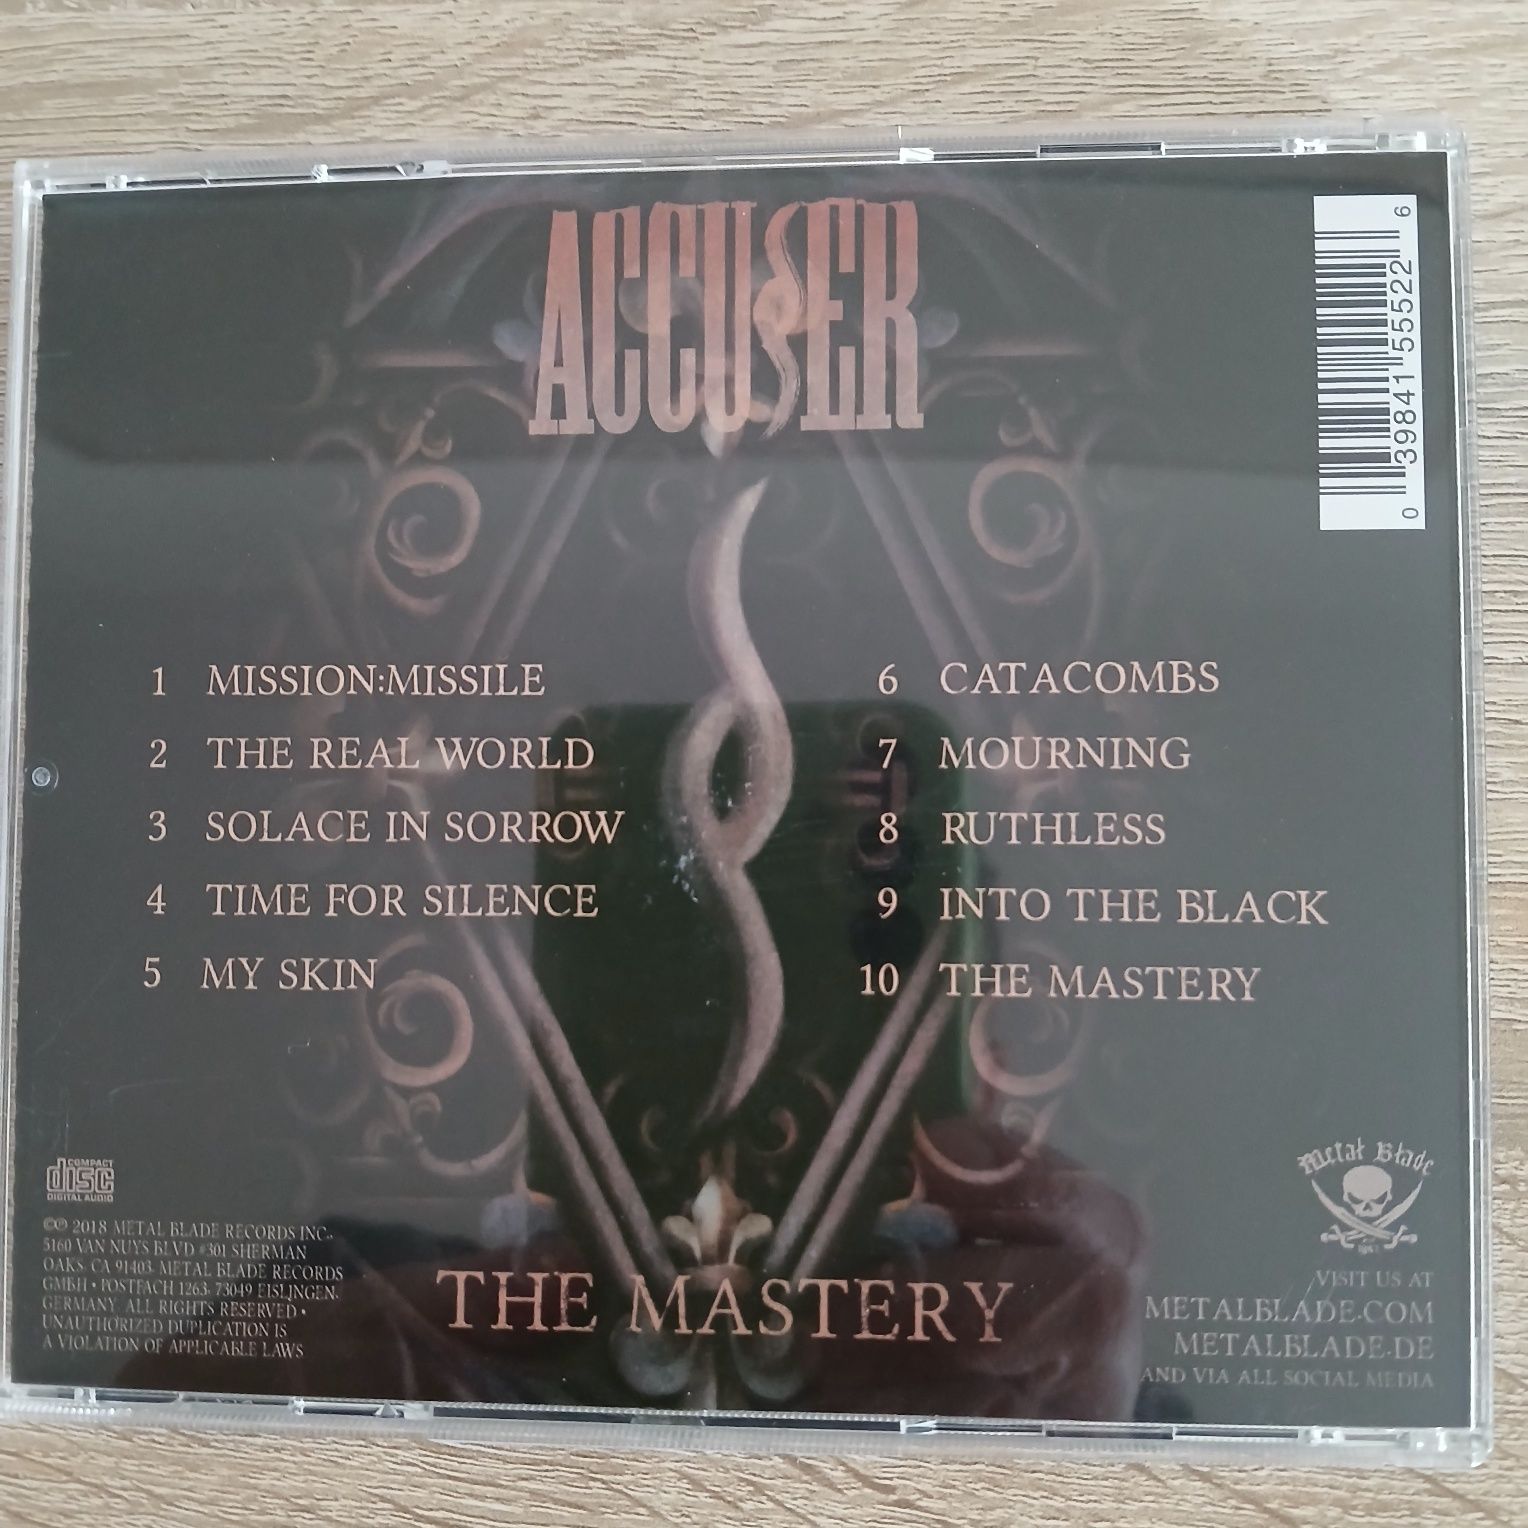 ACCUSER
0 39841 55522 6
1 MISSION:MISSILE
2 THE REAL WORLD
3 SOLACE IN SORROW
4 TIME FOR SILENCE
5 MY SKIN
6 CATACOMBS
7 MOURNING
8 RUTHLESS
9 INTO THE BLACK
10 THE MASTERY
COMPACT
disc
DIGITAL AUDIO
©℗ 2018 METAL BLADE RECORDS INC.,
5160 VAN NUYS BLVD #301 SHERMAN
OAKS, CA 91403. METAL BLADE RECORDS
GMBH • POSTFACH 1263, 73049 EISLINGEN,
GERMANY. ALL RIGHTS RESERVED •
UNAUTHORIZED DUPLICATION IS
A VIOLATION OF APPLICABLE LAWS
THE MASTERY
Metal Blade
VISIT US AT
METALBLADE.COM
METALBLADE.DE
AND VIA ALL SOCIAL MEDIA